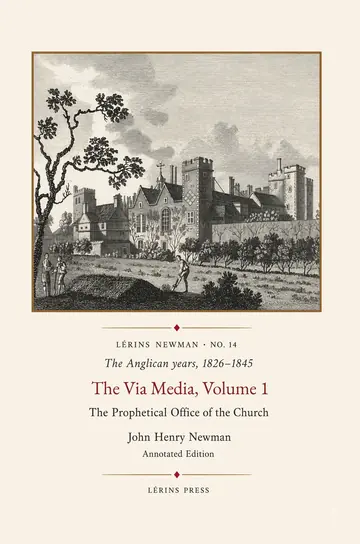 LÉRINS NEWMAN · NO. 14
The Anglican years, 1826–1845
The Via Media, Volume 1
The Prophetical Office of the Church
John Henry Newman
Annotated Edition
LÉRINS PRESS